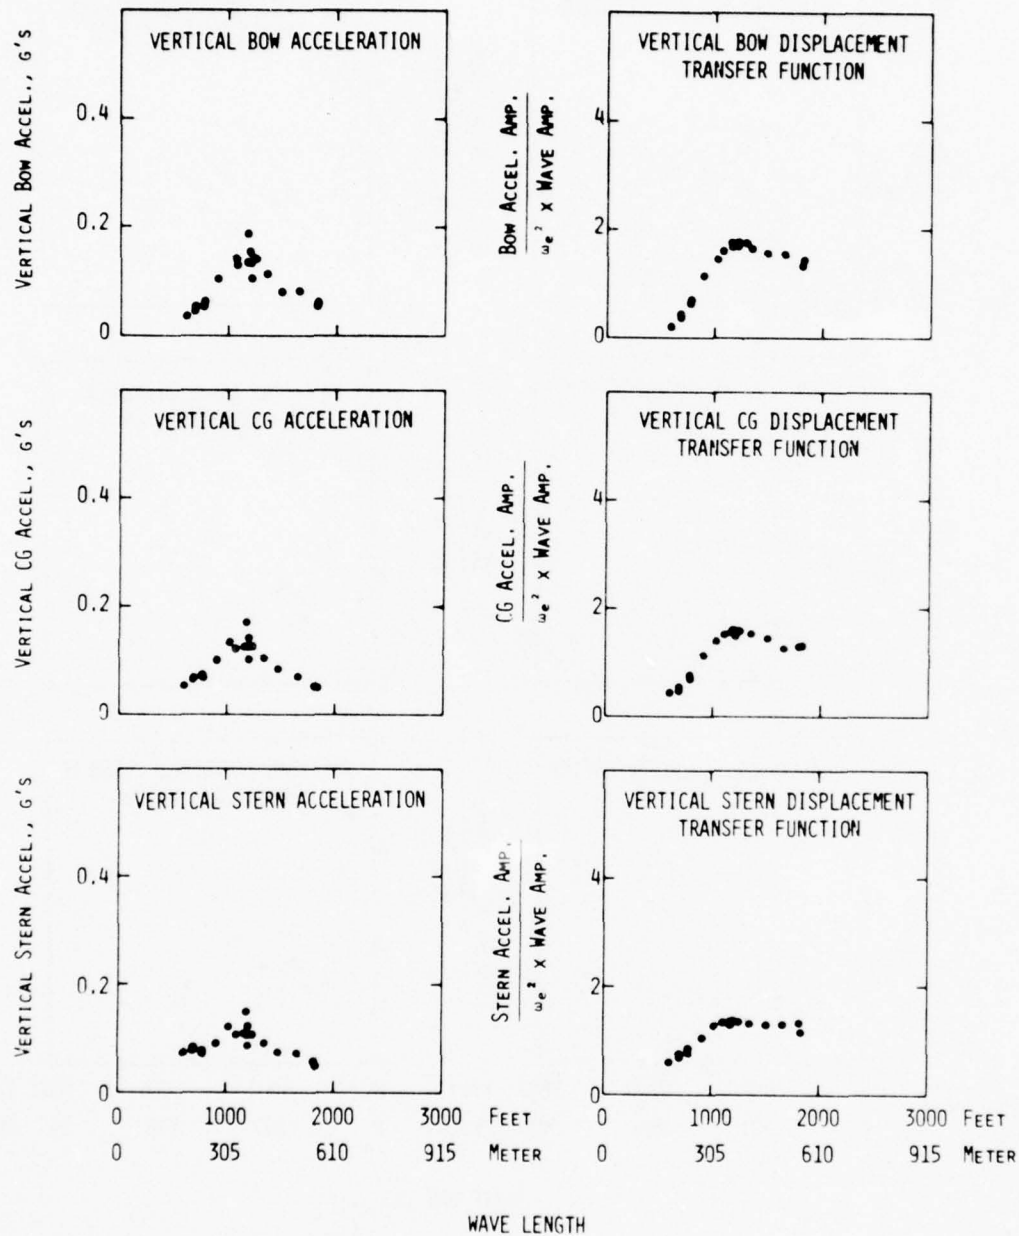 VERTICAL BOW ACCELERATION
VERTICAL BOW ACCEL., G'S
0.4
0.2
0
VERTICAL BOW DISPLACEMENT
TRANSFER FUNCTION
BOW ACCEL. AMP.
ωe² x WAVE AMP.
4
2
0
VERTICAL CG ACCELERATION
VERTICAL CG ACCEL., G'S
0.4
0.2
0
VERTICAL CG DISPLACEMENT
TRANSFER FUNCTION
CG ACCEL. AMP.
ωe² x WAVE AMP.
4
2
0
VERTICAL STERN ACCELERATION
VERTICAL STERN ACCEL., G'S
0.4
0.2
0
VERTICAL STERN DISPLACEMENT
TRANSFER FUNCTION
STERN ACCEL. AMP.
ωe² x WAVE AMP.
4
2
0
0 1000 2000 3000 FEET 0 1000 2000 3000 FEET
0 305 610 915 METER 0 305 610 915 METER
WAVE LENGTH